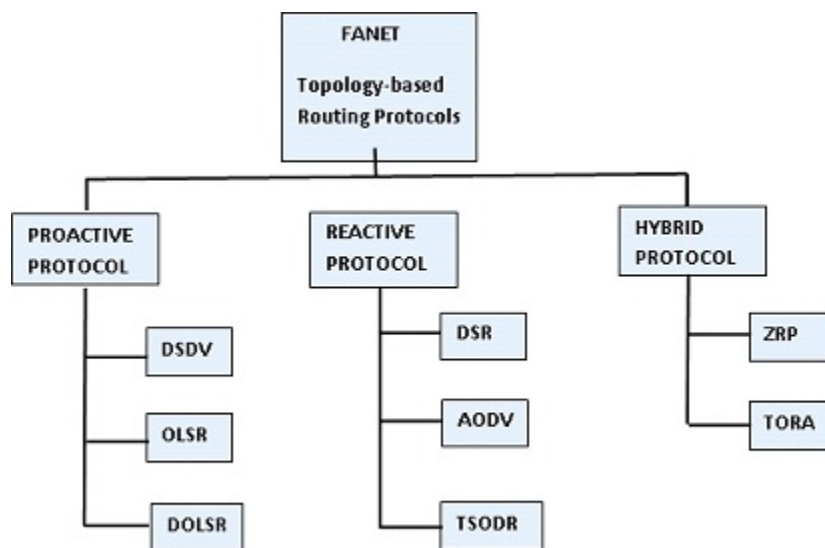 FANET
Topology-based
Routing Protocols
PROACTIVE
PROTOCOL
REACTIVE
PROTOCOL
HYBRID
PROTOCOL
DSDV
OLSR
DOLSR
DSR
AODV
TSODR
ZRP
TORA